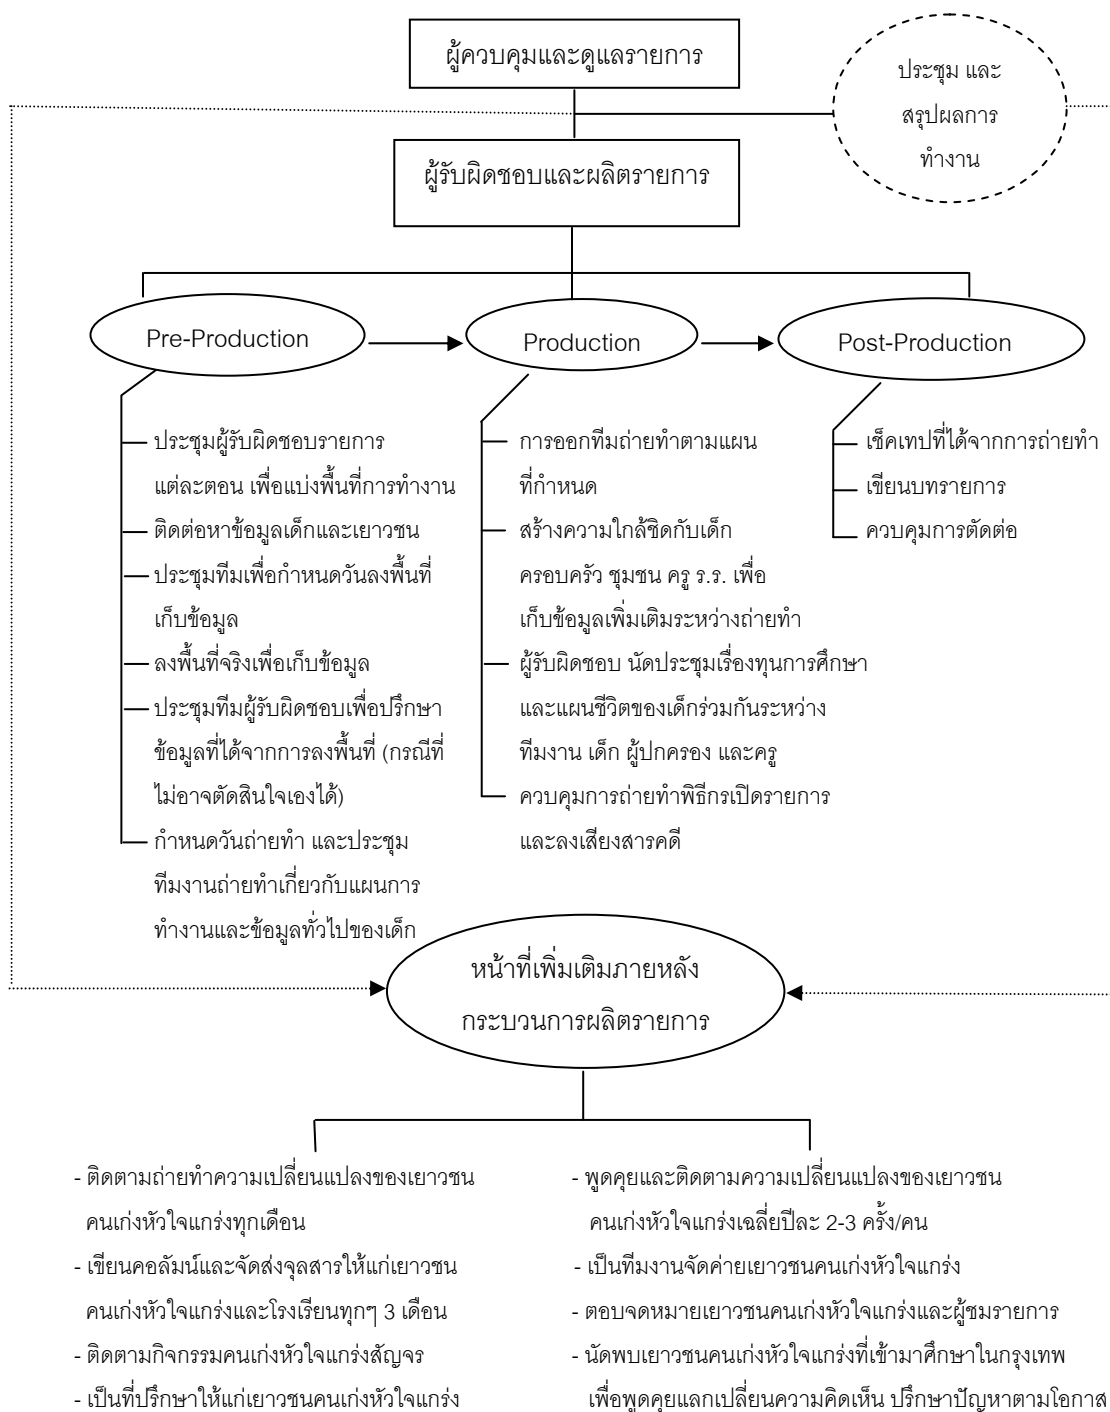 ผู้ควบคุมและดูแลรายการ
ประชุม และ
สรุปผลการ
ทำงาน
ผู้รับผิดชอบและผลิตรายการ
Pre-Production
Production
Post-Production
ประชุมผู้รับผิดชอบรายการ
แต่ละตอน เพื่อแบ่งพื้นที่การทำงาน
ติดต่อหาข้อมูลเด็กและเยาวชน
ประชุมทีมเพื่อกำหนดวันลงพื้นที่
เก็บข้อมูล
ลงพื้นที่จริงเพื่อเก็บข้อมูล
ประชุมทีมผู้รับผิดชอบเพื่อปรึกษา
ข้อมูลที่ได้จากการลงพื้นที่ (กรณีที่
ไม่อาจตัดสินใจเองได้)
กำหนดวันถ่ายทำ และประชุม
ทีมงานถ่ายทำเกี่ยวกับแผนการ
ทำงานและข้อมูลทั่วไปของเด็ก
การออกทีมถ่ายทำตามแผน
ที่กำหนด
สร้างความใกล้ชิดกับเด็ก
ครอบครัว ชุมชน ครู ร.ร. เพื่อ
เก็บข้อมูลเพิ่มเติมระหว่างถ่ายทำ
ผู้รับผิดชอบ นัดประชุมเรื่องทุนการศึกษา
และแผนชีวิตของเด็กร่วมกันระหว่าง
ทีมงาน เด็ก ผู้ปกครอง และครู
ควบคุมการถ่ายทำพิธีกรเปิดรายการ
และลงเสียงสารคดี
เช็คเทปที่ได้จากการถ่ายทำ
เขียนบทรายการ
ควบคุมการตัดต่อ
หน้าที่เพิ่มเติมภายหลัง
กระบวนการผลิตรายการ
- ติดตามถ่ายทำความเปลี่ยนแปลงของเยาวชน
คนเก่งหัวใจแกร่งทุกเดือน
- เขียนคอลัมน์และจัดส่งจุลสารให้แก่เยาวชน
คนเก่งหัวใจแกร่งและโรงเรียนทุกๆ 3 เดือน
- ติดตามกิจกรรมคนเก่งหัวใจแกร่งสัญจร
- เป็นที่ปรึกษาให้แก่เยาวชนคนเก่งหัวใจแกร่ง
- พูดคุยและติดตามความเปลี่ยนแปลงของเยาวชน
คนเก่งหัวใจแกร่งเฉลี่ยปีละ 2-3 ครั้ง/คน
- เป็นทีมงานจัดค่ายเยาวชนคนเก่งหัวใจแกร่ง
- ตอบจดหมายเยาวชนคนเก่งหัวใจแกร่งและผู้ชมรายการ
- นัดพบเยาวชนคนเก่งหัวใจแกร่งที่เข้ามาศึกษาในกรุงเทพ
เพื่อพูดคุยแลกเปลี่ยนความคิดเห็น ปรึกษาปัญหาตามโอกาส